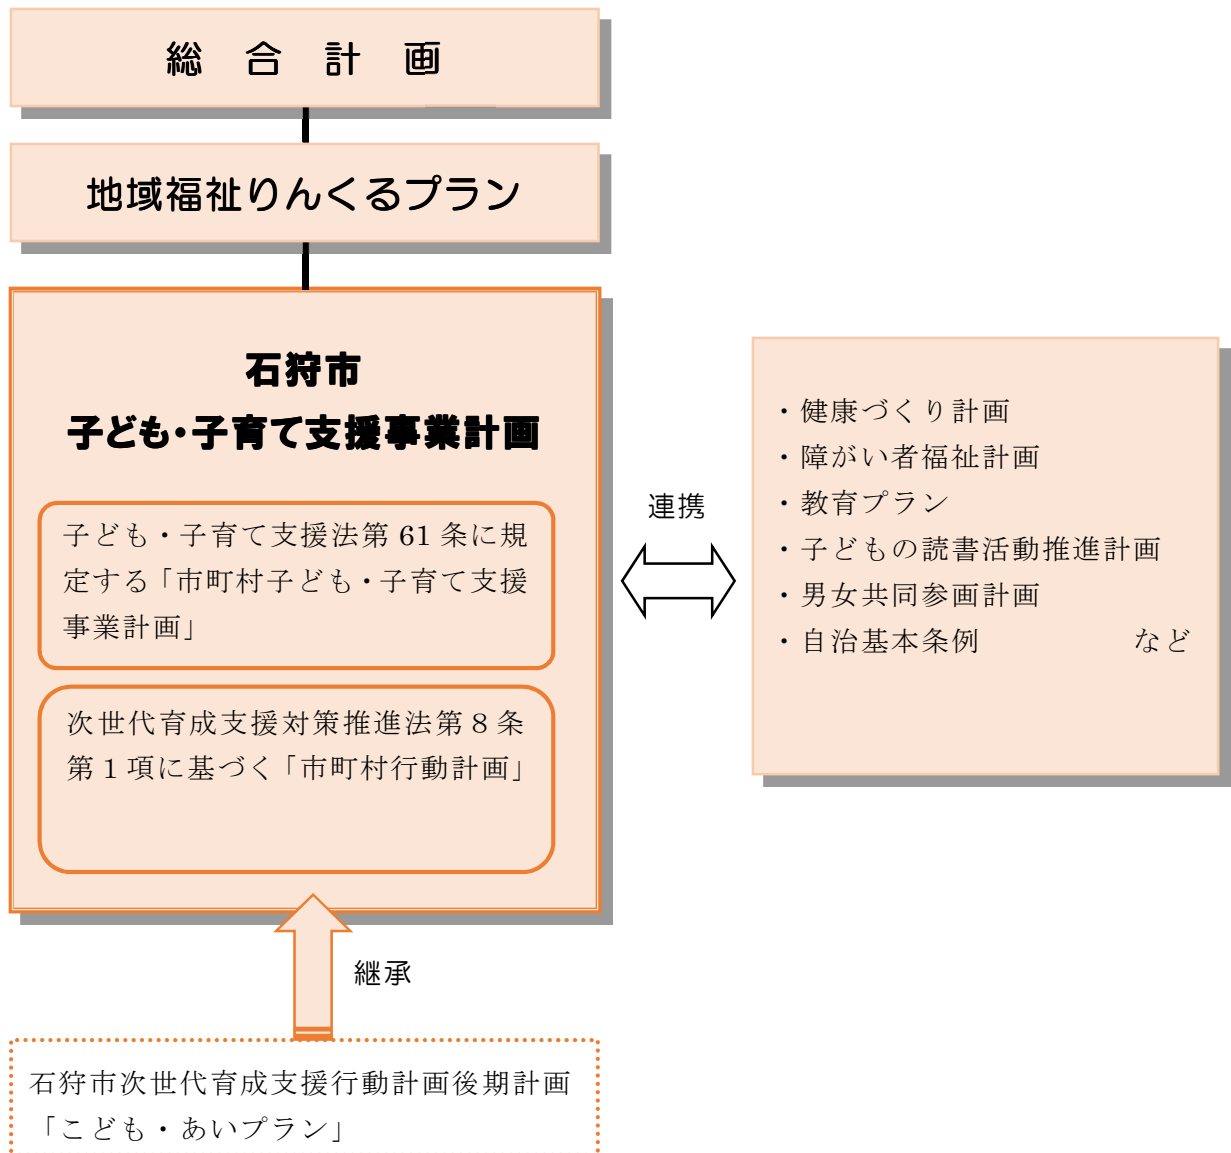 総合計画
地域福祉りんくるプラン
石狩市
子ども・子育て支援事業計画
子ども・子育て支援法第 61 条に規
定する「市町村子ども・子育て支援
事業計画」
次世代育成支援対策推進法第８条
第１項に基づく「市町村行動計画」
連携
・健康づくり計画
・障がい者福祉計画
・教育プラン
・子どもの読書活動推進計画
・男女共同参画計画
・自治基本条例　　　　　など
継承
石狩市次世代育成支援行動計画後期計画
「こども・あいプラン」